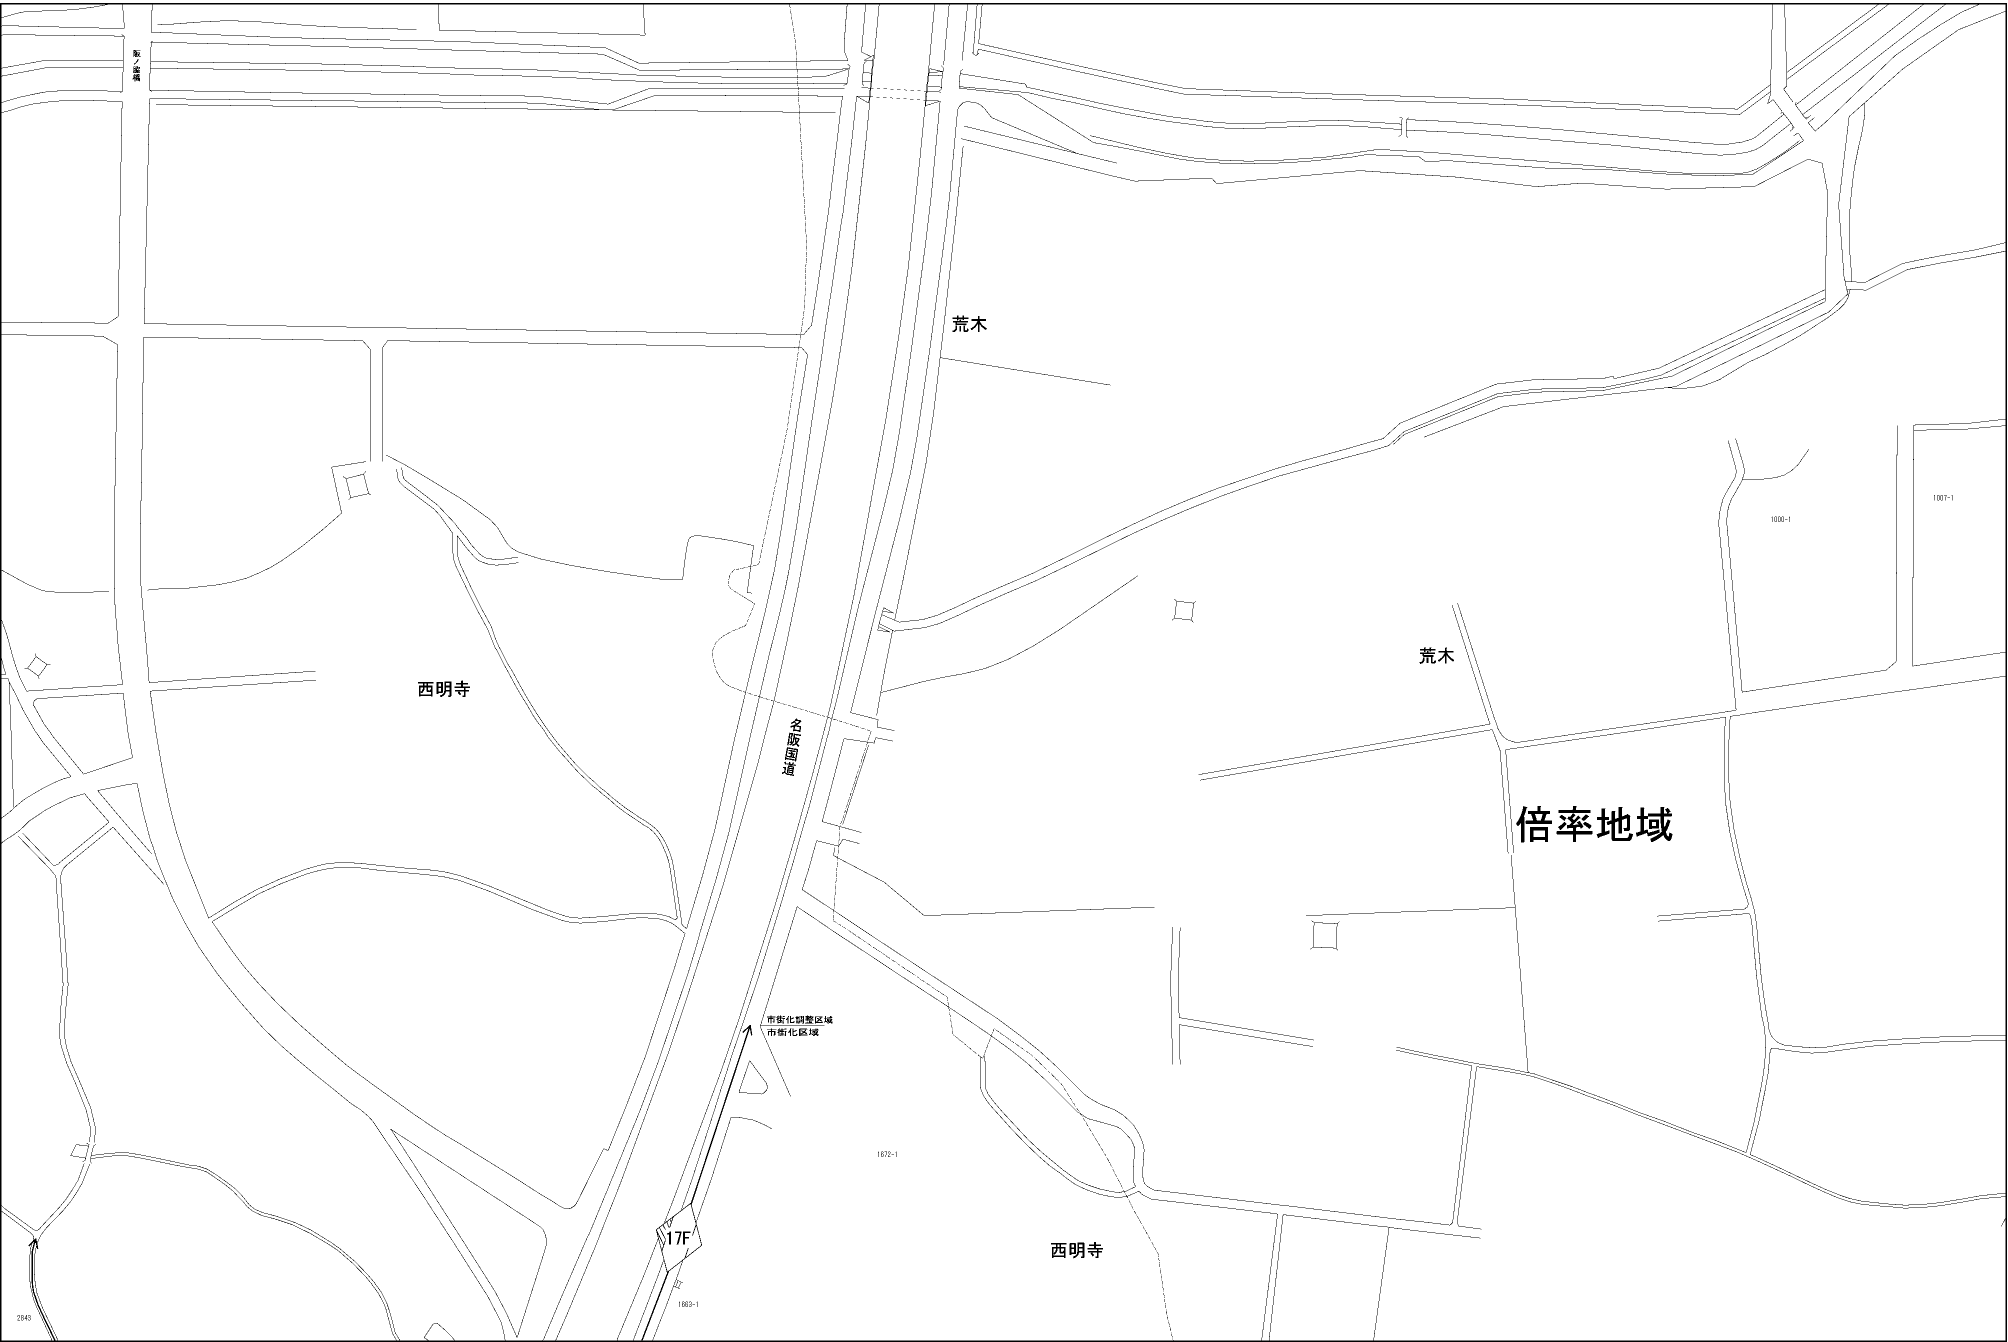 荒木
1007-1
1000-1
荒木
西明寺
名阪国道
倍率地域
市街化調整区域
市街化区域
1672-1
17F
西明寺
1663-1
2843